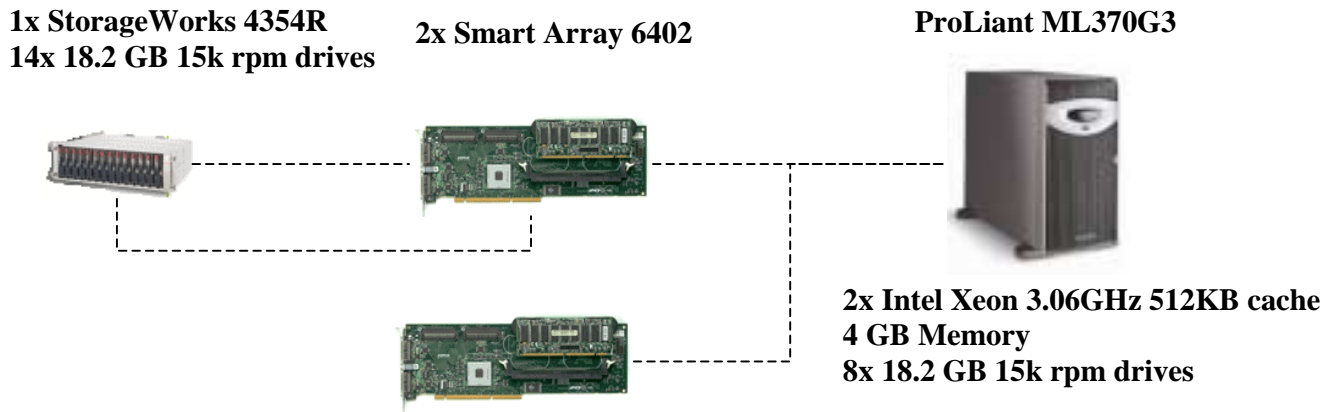 1x StorageWorks 4354R
14x 18.2 GB 15k rpm drives
2x Smart Array 6402
ProLiant ML370G3
2x Intel Xeon 3.06GHz 512KB cache
4 GB Memory
8x 18.2 GB 15k rpm drives